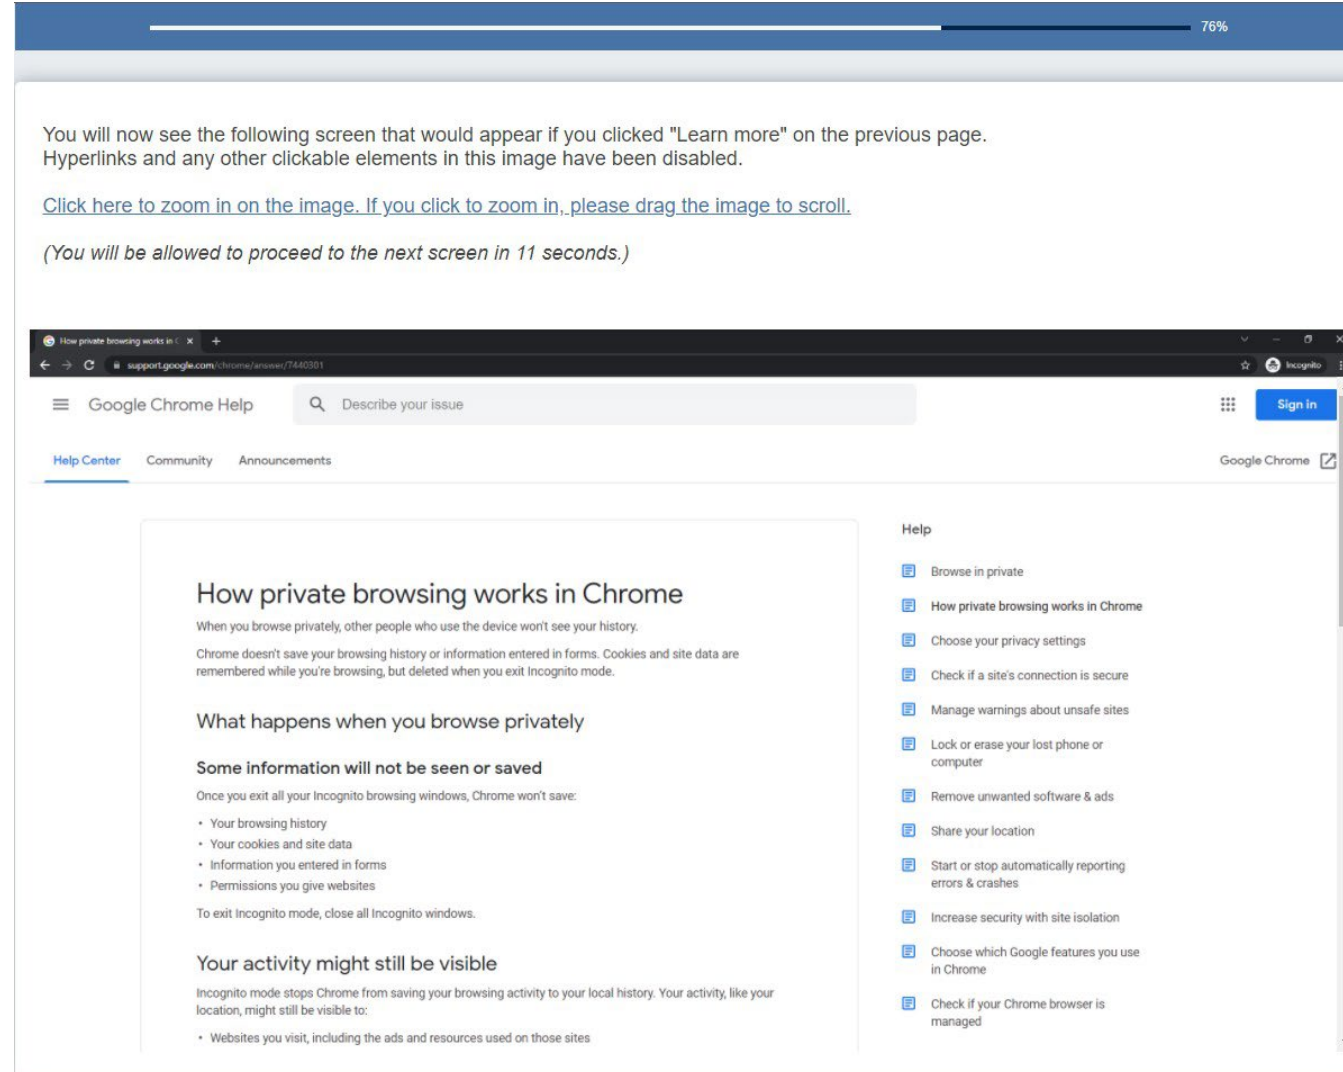 76%
You will now see the following screen that would appear if you clicked "Learn more" on the previous page.
Hyperlinks and any other clickable elements in this image have been disabled.
Click here to zoom in on the image. If you click to zoom in, please drag the image to scroll.
(You will be allowed to proceed to the next screen in 11 seconds.)
How private browsing works in C
support.google.com/chrome/answer/7440301
Incognito
Google Chrome Help
Describe your issue
Sign in
Help Center
Community
Announcements
Google Chrome
How private browsing works in Chrome
When you browse privately, other people who use the device won't see your history.
Chrome doesn't save your browsing history or information entered in forms. Cookies and site data are
remembered while you're browsing, but deleted when you exit Incognito mode.
What happens when you browse privately
Some information will not be seen or saved
Once you exit all your Incognito browsing windows, Chrome won't save:
• Your browsing history
• Your cookies and site data
• Information you entered in forms
• Permissions you give websites
To exit Incognito mode, close all Incognito windows.
Your activity might still be visible
Incognito mode stops Chrome from saving your browsing activity to your local history. Your activity, like your
location, might still be visible to:
• Websites you visit, including the ads and resources used on those sites
Help
Browse in private
How private browsing works in Chrome
Choose your privacy settings
Check if a site's connection is secure
Manage warnings about unsafe sites
Lock or erase your lost phone or
computer
Remove unwanted software & ads
Share your location
Start or stop automatically reporting
errors & crashes
Increase security with site isolation
Choose which Google features you use
in Chrome
Check if your Chrome browser is
managed